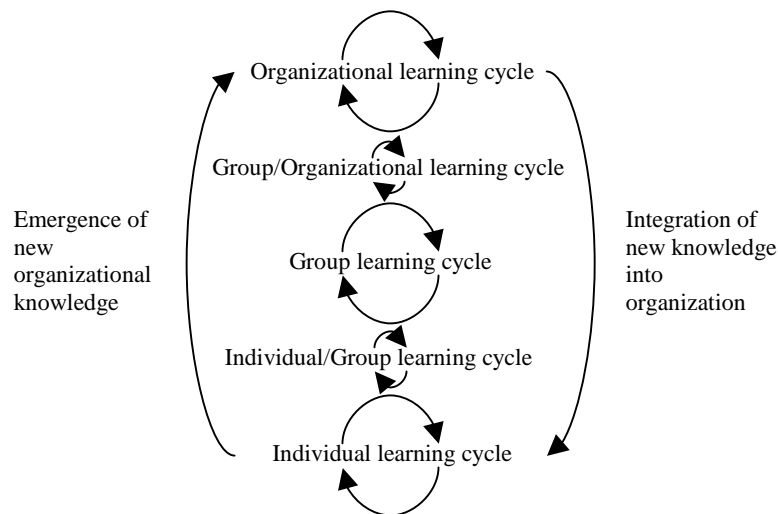 Organizational learning cycle
Group/Organizational learning cycle
Emergence of
new
organizational
knowledge
Group learning cycle
Integration of
new knowledge
into
organization
Individual/Group learning cycle
Individual learning cycle